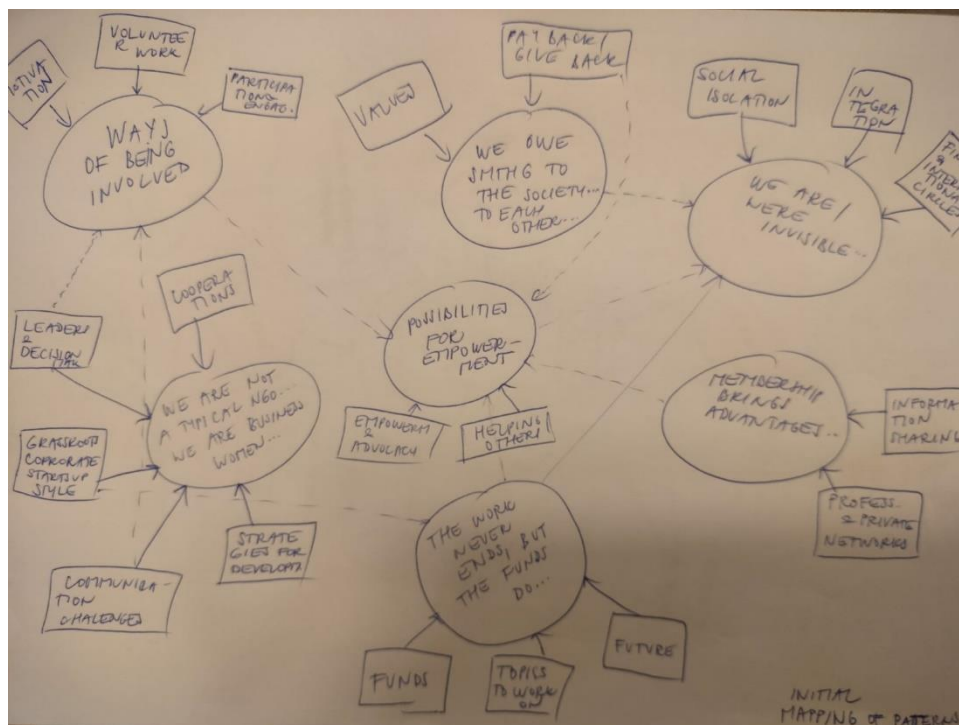 VOLUNTEE
R WORK
PARTICIPA
TION &
ENGAG.
WAYS
OF BEING
INVOLVED
PAY BACK/
GIVE BACK
VALUES
WE OWE
SMTHG TO
THE SOCIETY...
TO EACH
OTHER...
SOCIAL
ISOLATION
IN
TEGRA
TION
WE ARE/
WERE
INVISIBLE...
LEADERS
&
DECISION
COOPERA
TIONS
WE ARE NOT
A TYPICAL NGO...
WE ARE BUSINESS
WOMEN...
GRASSROOT
CORPORATE
STARTUP
STYLE
COMMUNICA-
TION
CHALENGES
STRATE
GIES FOR
POSSIBILITIES
FOR
EMPOWER-
MENT
EMPOWERM
&
ADVOCACY
HELPING/
OTHERS
MEMBERSHIP
BRINGS
ADVANTAGES...
INFORMA
TION
SHARING
PROFESS.
& PRIVATE
NETWORKS
THE WORK
NEVER
ENDS, BUT
THE FUNDS
DO...
FUNDS
TOPICS
TO WORK
ON
FUTURE
INITIAL
MAPPING OF PATTERNS